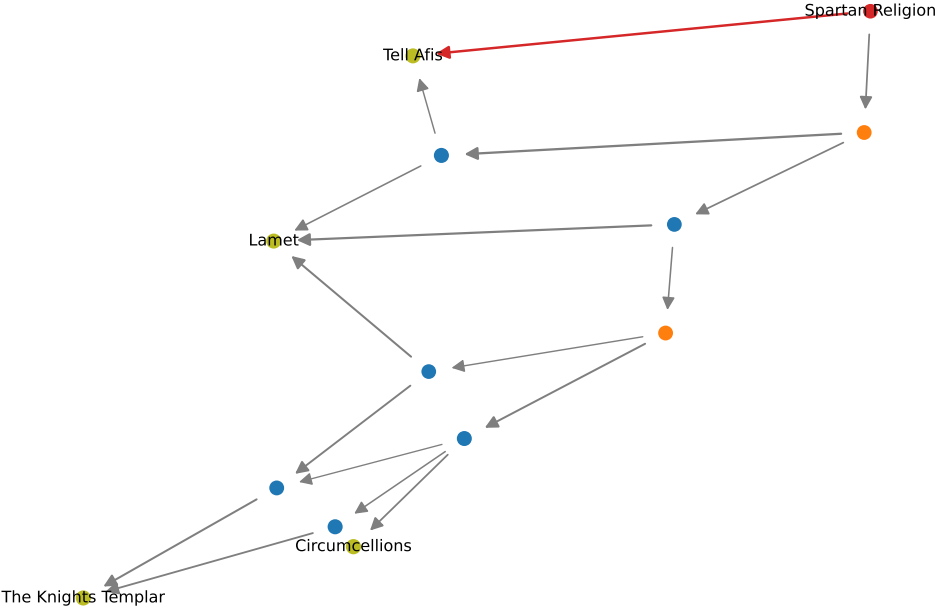 Spartan Religion
Tell Afis
Lamet
Circumcellions
The Knights Templar